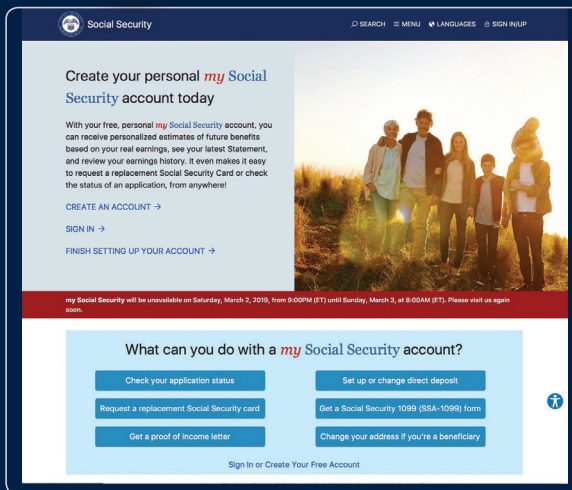 Social Security
SEARCH MENU LANGUAGES SIGN IN/UP
Create your personal my Social
Security account today
With your free, personal my Social Security account, you
can receive personalized estimates of future benefits
based on your real earnings, see your latest Statement,
and review your earnings history. It even makes it easy
to request a replacement Social Security Card or check
the status of an application, from anywhere!
CREATE AN ACCOUNT →
SIGN IN →
FINISH SETTING UP YOUR ACCOUNT →
my Social Security will be unavailable on Saturday, March 2, 2019, from 9:00PM (ET) until Sunday, March 3, at 8:00AM (ET). Please visit us again
soon.
What can you do with a my Social Security account?
Check your application status
Set up or change direct deposit
Request a replacement Social Security card
Get a Social Security 1099 (SSA-1099) form
Get a proof of income letter
Change your address if you're a beneficiary
Sign In or Create Your Free Account